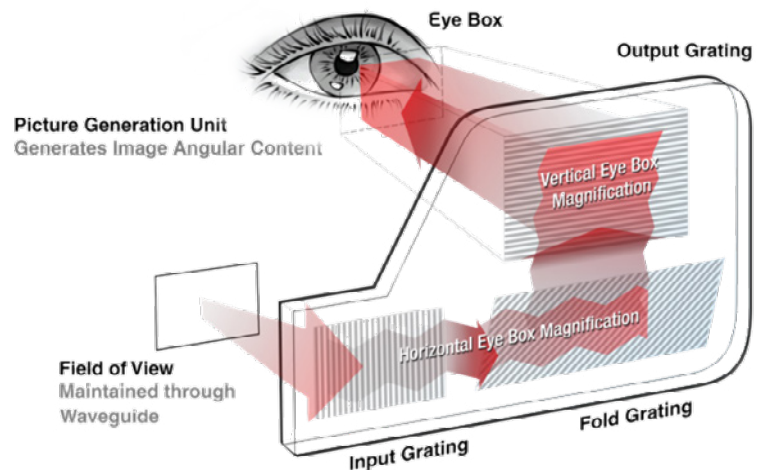 Eye Box
Output Grating
Picture Generation Unit
Generates Image Angular Content
Vertical Eye Box
Magnification
Horizontal Eye Box Magnification
Field of View
Maintained through
Waveguide
Fold Grating
Input Grating